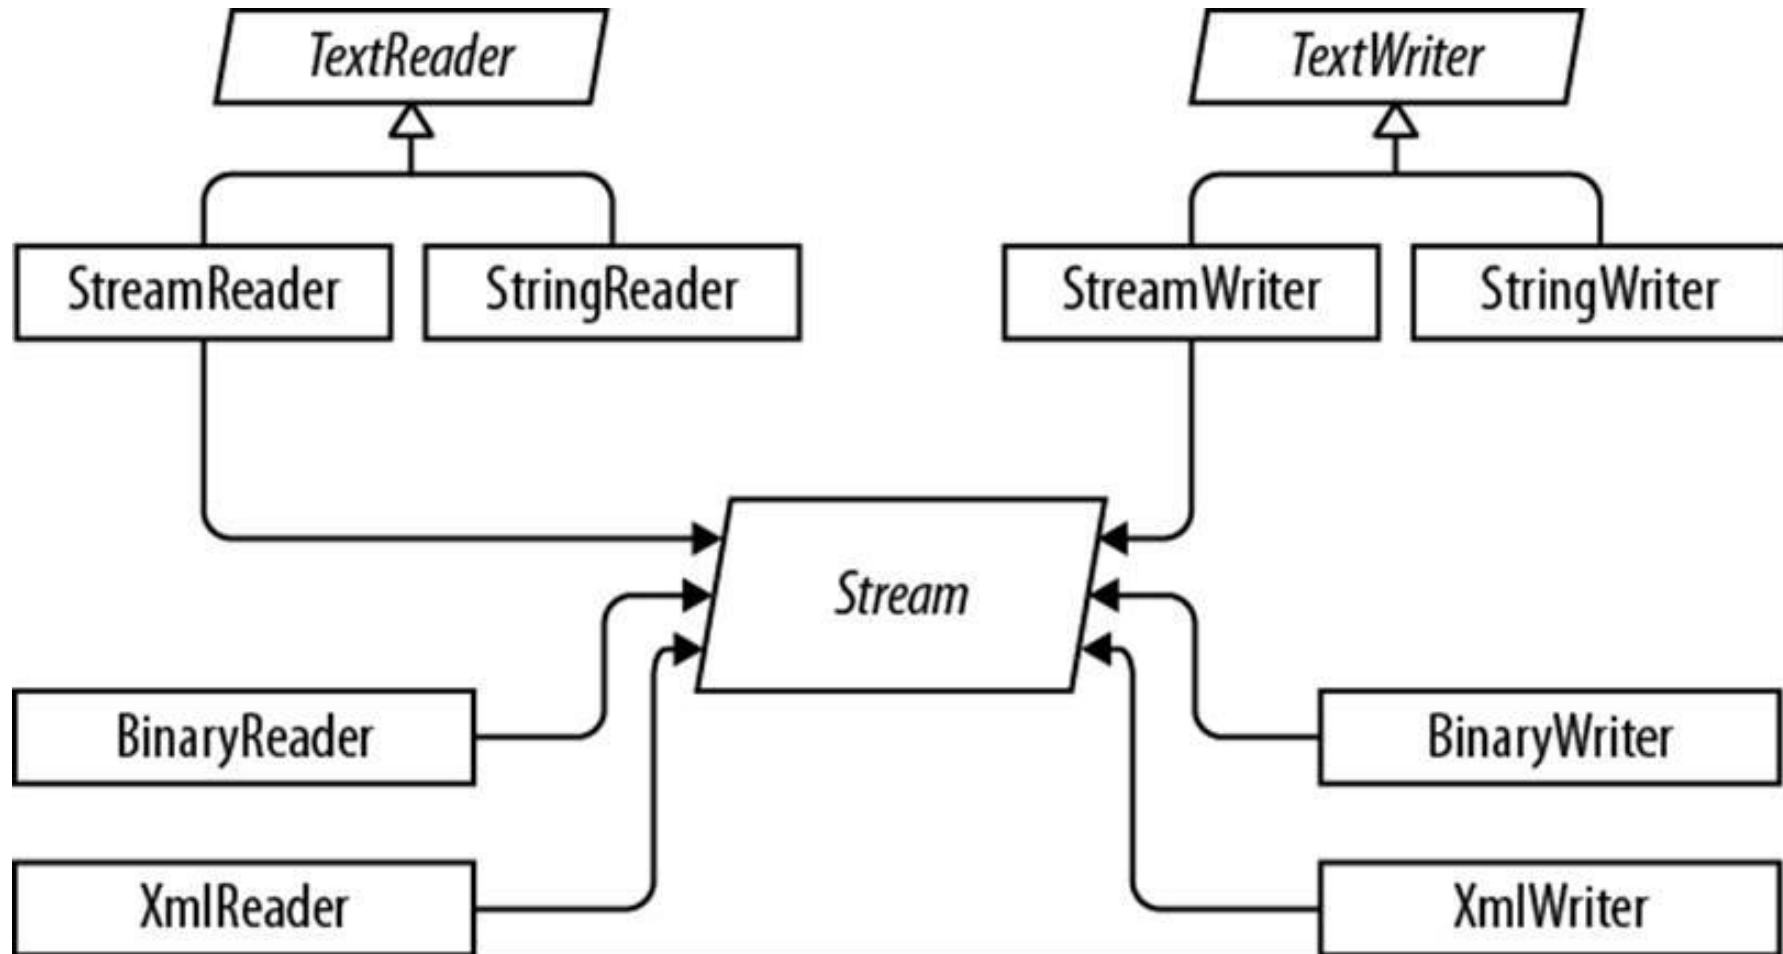 TextReader
TextWriter
StreamReader
StringReader
StreamWriter
StringWriter
Stream
BinaryReader
BinaryWriter
XmlReader
XmlWriter